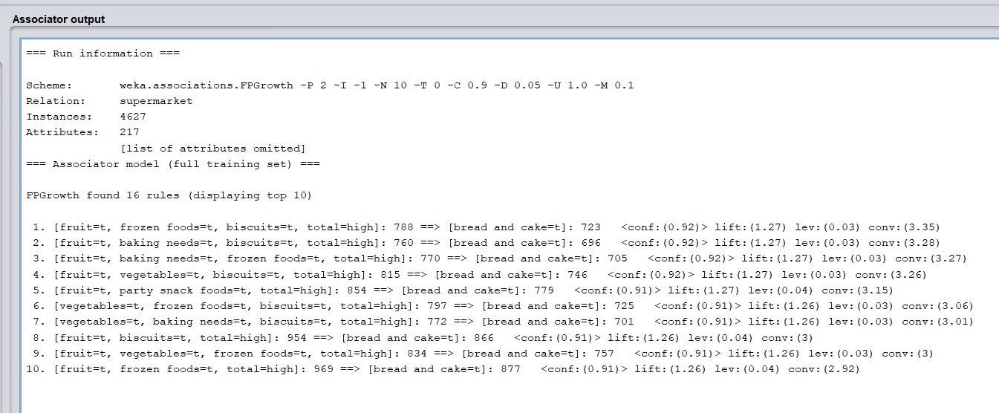 Associator output
=== Run information ===
Scheme:       weka.associations.FPGrowth -P 2 -I -1 -N 10 -T 0 -C 0.9 -D 0.05 -U 1.0 -M 0.1
Relation:     supermarket
Instances:    4627
Attributes:   217
[list of attributes omitted]
=== Associator model (full training set) ===
FPGrowth found 16 rules (displaying top 10)
1. [fruit=t, frozen foods=t, biscuits=t, total=high]: 788 ==> [bread and cake=t]: 723   <conf:(0.92)> lift:(1.27) lev:(0.03) conv:(3.35)
2. [fruit=t, baking needs=t, biscuits=t, total=high]: 760 ==> [bread and cake=t]: 696   <conf:(0.92)> lift:(1.27) lev:(0.03) conv:(3.28)
3. [fruit=t, baking needs=t, frozen foods=t, total=high]: 770 ==> [bread and cake=t]: 705   <conf:(0.92)> lift:(1.27) lev:(0.03) conv:(3.27)
4. [fruit=t, vegetables=t, biscuits=t, total=high]: 815 ==> [bread and cake=t]: 746   <conf:(0.92)> lift:(1.27) lev:(0.03) conv:(3.26)
5. [fruit=t, party snack foods=t, total=high]: 854 ==> [bread and cake=t]: 779   <conf:(0.91)> lift:(1.27) lev:(0.04) conv:(3.15)
6. [vegetables=t, frozen foods=t, biscuits=t, total=high]: 797 ==> [bread and cake=t]: 725   <conf:(0.91)> lift:(1.26) lev:(0.03) conv:(3.06)
7. [vegetables=t, baking needs=t, biscuits=t, total=high]: 772 ==> [bread and cake=t]: 701   <conf:(0.91)> lift:(1.26) lev:(0.03) conv:(3.01)
8. [fruit=t, biscuits=t, total=high]: 954 ==> [bread and cake=t]: 866   <conf:(0.91)> lift:(1.26) lev:(0.04) conv:(3)
9. [fruit=t, vegetables=t, frozen foods=t, total=high]: 834 ==> [bread and cake=t]: 757   <conf:(0.91)> lift:(1.26) lev:(0.03) conv:(3)
10. [fruit=t, frozen foods=t, total=high]: 969 ==> [bread and cake=t]: 877   <conf:(0.91)> lift:(1.26) lev:(0.04) conv:(2.92)